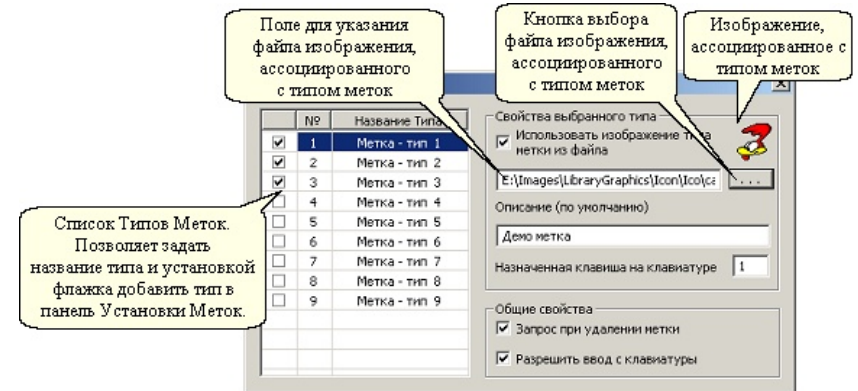 Поле для указания
файла изображения,
ассоциированного
с типом меток
Кнопка выбора
файла изображения,
ассоциированного
с типом меток
Изображение,
ассоциированное с
типом меток
№ Название Типа
1 Метка - тип 1
2 Метка - тип 2
3 Метка - тип 3
4 Метка - тип 4
5 Метка - тип 5
6 Метка - тип 6
7 Метка - тип 7
8 Метка - тип 8
9 Метка - тип 9
Список Типов Меток.
Позволяет задать
название типа и установкой
флажка добавить тип в
панель Установки Меток.
Свойства выбранного типа
Использовать изображение типа
метки из файла
E:\Images\LibraryGraphics\Icon\Ico\ca
...
Описание (по умолчанию)
Демо метка
Назначенная клавиша на клавиатуре 1
Общие свойства
Запрос при удалении метки
Разрешить ввод с клавиатуры